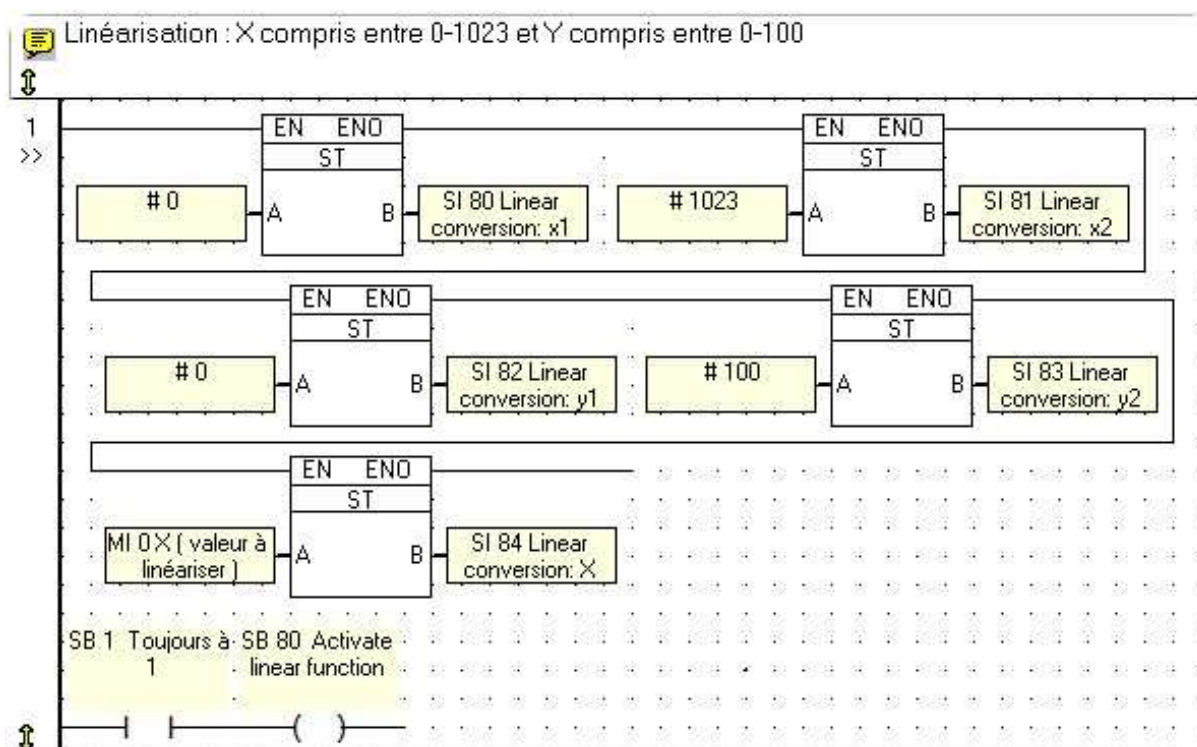 Linéarisation : X compris entre 0-1023 et Y compris entre 0-100
1
>>
EN ENO
ST
# 0
A B
SI 80 Linear
conversion: x1
EN ENO
ST
# 1023
A B
SI 81 Linear
conversion: x2
EN ENO
ST
# 0
A B
SI 82 Linear
conversion: y1
EN ENO
ST
# 100
A B
SI 83 Linear
conversion: y2
EN ENO
ST
MI 0 X ( valeur à
linéariser )
A B
SI 84 Linear
conversion: X
SB 1 Toujours à
1
SB 80 Activate
linear function